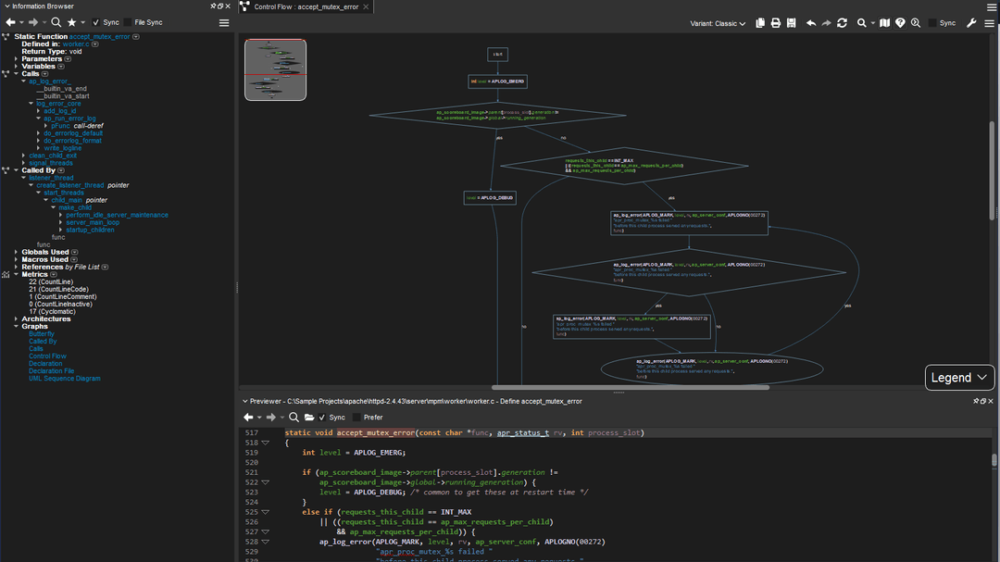 Information Browser
Sync
File Sync
Static Function accept_mutex_error
Defined in: worker.c
Return Type: void
Parameters
Variables
Calls
ap_log_error_
__builtin_va_end
__builtin_va_start
log_error_core
add_log_id
ap_run_error_log
pFunc call-deref
do_errorlog_default
do_errorlog_format
write_logline
clean_child_exit
signal_threads
Called By
listener_thread
create_listener_thread pointer
start_threads
child_main pointer
make_child
perform_idle_server_maintenance
server_main_loop
startup_children
func
func
Globals Used
Macros Used
References by File List
Metrics
22 (CountLine)
21 (CountLineCode)
1 (CountLineComment)
0 (CountLineInactive)
17 (Cyclomatic)
Architectures
Graphs
Butterfly
Called By
Calls
Control Flow
Declaration
Declaration File
UML Sequence Diagram
Control Flow : accept_mutex_error
Variant: Classic
Sync
start
int level = APLOG_EMERG
ap_scoreboard_image->parent[process_slot].generation !=
ap_scoreboard_image->global->running_generation
yes
no
requests_this_child == INT_MAX
|| ((requests_this_child == ap_max_requests_per_child)
&& ap_max_requests_per_child)
level = APLOG_DEBUG
yes
ap_log_error(APLOG_MARK, level, rv, ap_server_conf, APLOGNO(00272)
"apr_proc_mutex_%s failed "
"before this child process served any requests.",
func)
ap_log_error(APLOG_MARK, level, rv, ap_server_conf, APLOGNO(00272)
"apr_proc_mutex_%s failed "
"before this child process served any requests.",
func)
yes
yes
ap_log_error(APLOG_MARK, level, rv, ap_server_conf, APLOGNO(00272)
"apr_proc_mutex_%s failed "
"before this child process served any requests.",
func)
no
no
ap_log_error(APLOG_MARK, level, rv, ap_server_conf, APLOGNO(00272)
"apr_proc_mutex_%s failed "
"before this child process served any requests.",
func)
Legend
Previewer - C:\Sample Projects\apache\httpd-2.4.43\server\mpm\worker\worker.c - Define accept_mutex_error
Sync
Prefer
517 static void accept_mutex_error(const char *func, apr_status_t rv, int process_slot)
518 {
519 int level = APLOG_EMERG;
520
521 if (ap_scoreboard_image->parent[process_slot].generation !=
522 ap_scoreboard_image->global->running_generation) {
523 level = APLOG_DEBUG; /* common to get these at restart time */
524 }
525 else if (requests_this_child == INT_MAX
526 || ((requests_this_child == ap_max_requests_per_child)
527 && ap_max_requests_per_child)) {
528 ap_log_error(APLOG_MARK, level, rv, ap_server_conf, APLOGNO(00272)
529 "apr_proc_mutex_%s failed "
530 "before this child process served any requests."